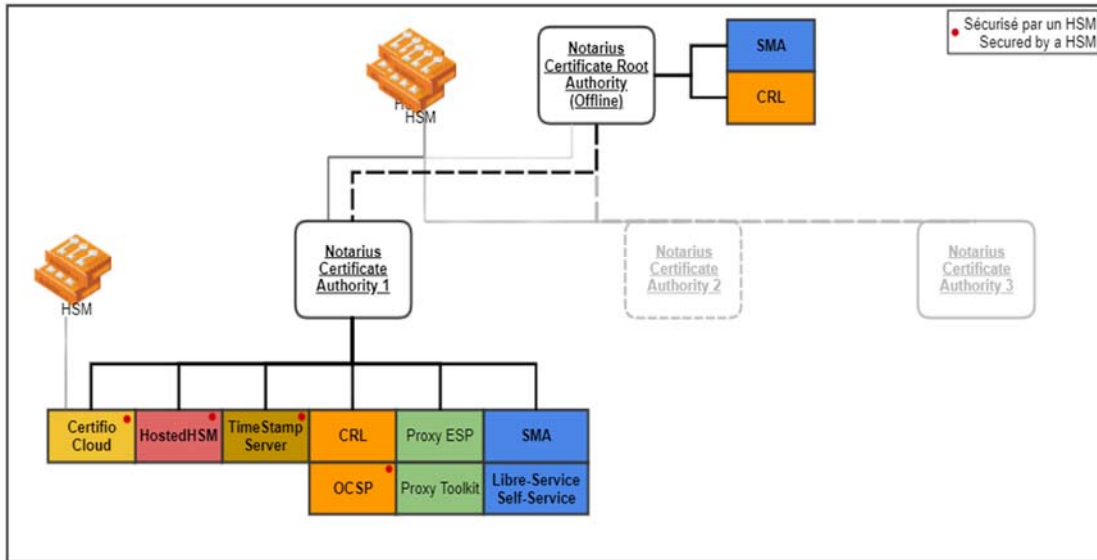 Sécurisé par un HSM
Secured by a HSM
Notarius
Certificate Root
Authority
(Offline)
SMA
CRL
HSM
HSM
Notarius
Certificate
Authority 1
Notarius
Certificate
Authority 2
Notarius
Certificate
Authority 3
HSM
Certifio
Cloud
HostedHSM
TimeStamp
Server
CRL
Proxy ESP
SMA
OCSP
Proxy Toolkit
Libre-Service
Self-Service